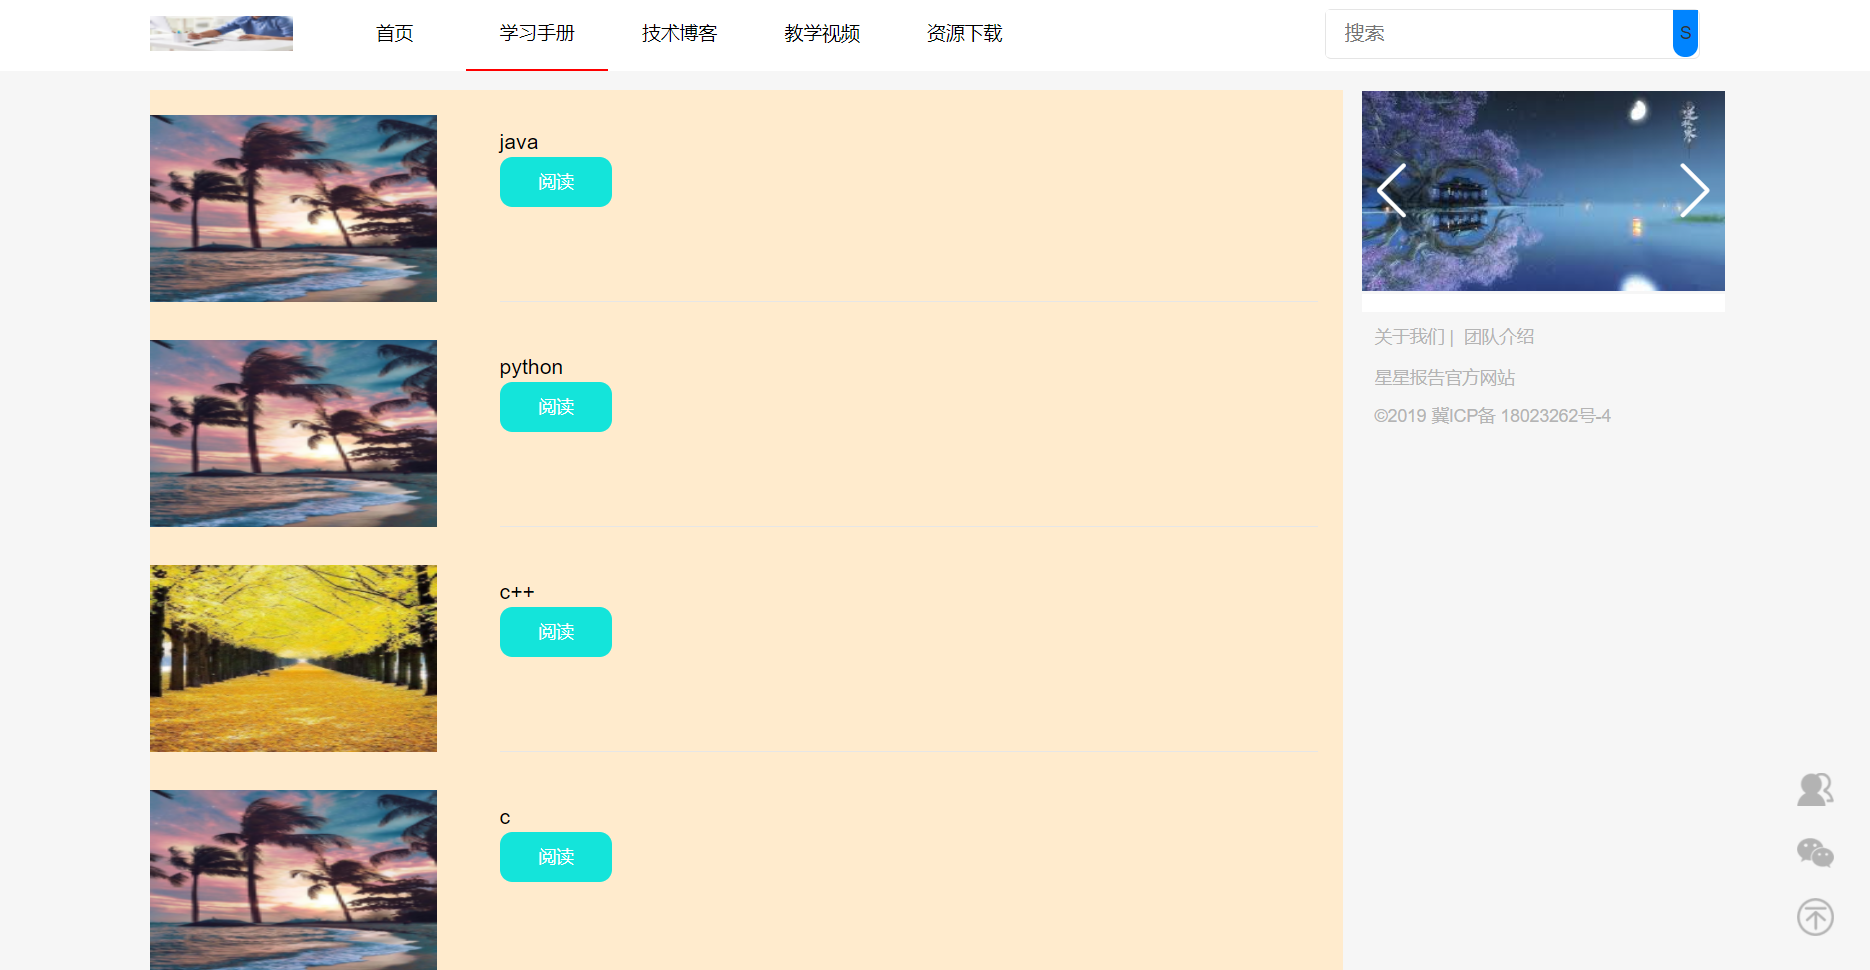 首页 学习手册 技术博客 教学视频 资源下载 搜索 S
java
阅读
python
阅读
c++
阅读
c
阅读
关于我们 | 团队介绍
星星报告官方网站
©2019 冀ICP备 18023262号-4